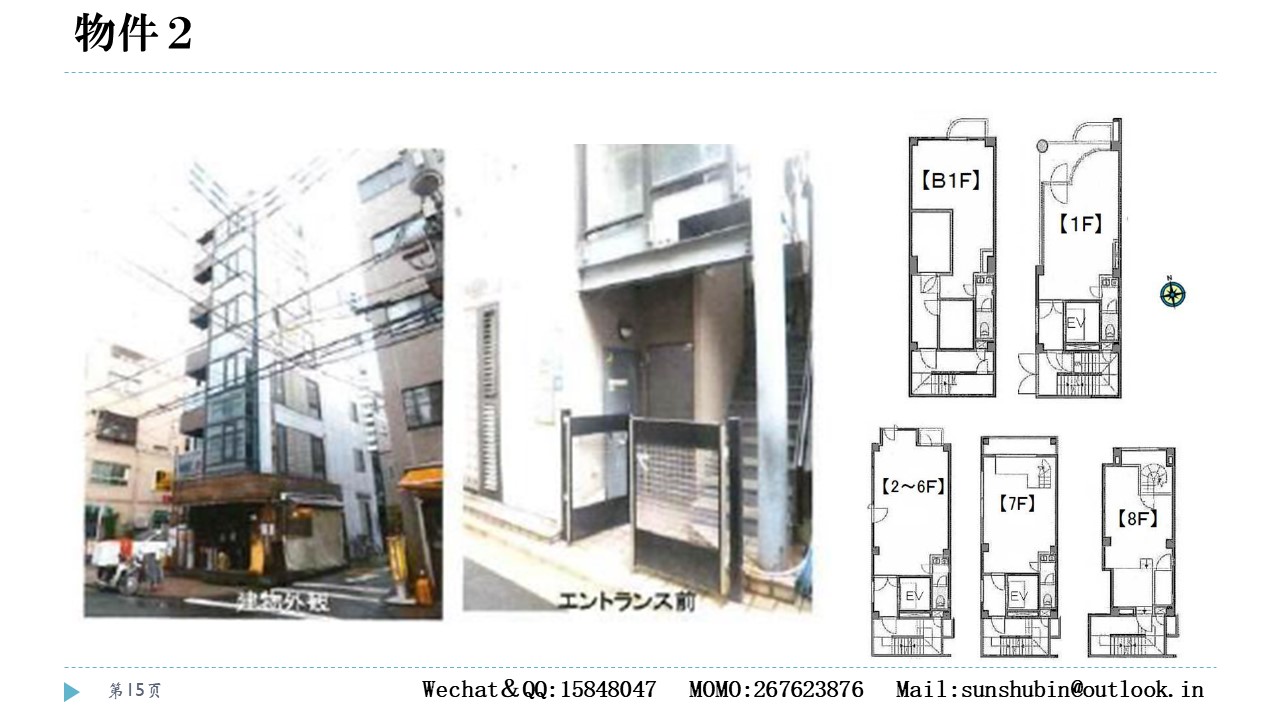 物件２
【B1F】
【1F】
N
EV
建物外観
エントランス前
【2～6F】
【7F】
【8F】
EV
EV
第15页
Wechat＆QQ:15848047 MOMO:267623876 Mail:sunshubin@outlook.in